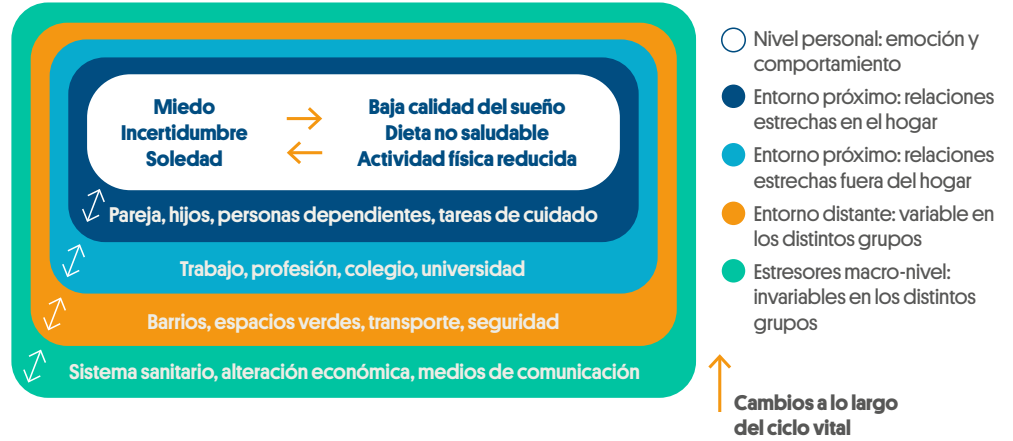 Miedo
Incertidumbre
Soledad
Baja calidad del sueño
Dieta no saludable
Actividad física reducida
Pareja, hijos, personas dependientes, tareas de cuidado
Trabajo, profesión, colegio, universidad
Barrios, espacios verdes, transporte, seguridad
Sistema sanitario, alteración económica, medios de comunicación
Nivel personal: emoción y
comportamiento
Entorno próximo: relaciones
estrechas en el hogar
Entorno próximo: relaciones
estrechas fuera del hogar
Entorno distante: variable en
los distintos grupos
Estresores macro-nivel:
invariables en los distintos
grupos
Cambios a lo largo
del ciclo vital